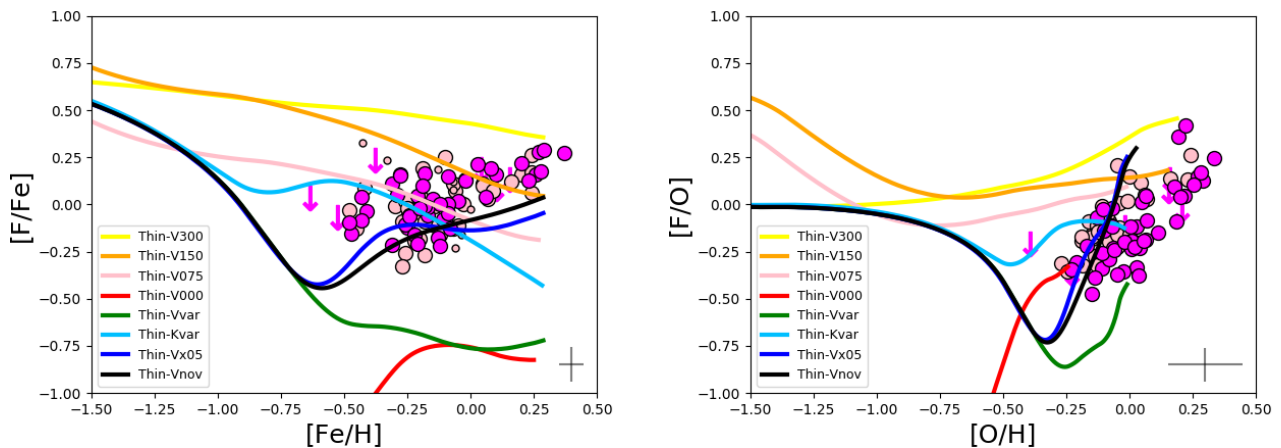 1.00
0.75
0.50
0.25
0.00
−0.25
−0.50
−0.75
−1.00
[F/Fe]
Thin-V300
Thin-V150
Thin-V075
Thin-V000
Thin-Vvar
Thin-Kvar
Thin-Vx05
Thin-Vnov
−1.50 −1.25 −1.00 −0.75 −0.50 −0.25 0.00 0.25 0.50
[Fe/H]
1.00
0.75
0.50
0.25
0.00
−0.25
−0.50
−0.75
−1.00
[F/O]
Thin-V300
Thin-V150
Thin-V075
Thin-V000
Thin-Vvar
Thin-Kvar
Thin-Vx05
Thin-Vnov
−1.50 −1.25 −1.00 −0.75 −0.50 −0.25 0.00 0.25 0.50
[O/H]